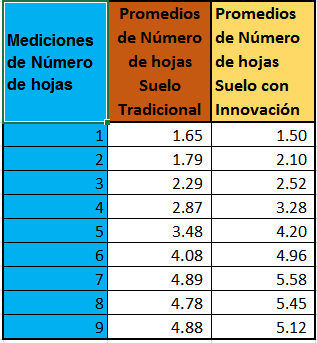 Mediciones de Número de hojas | Promedios de Número de hojas Suelo Tradicional | Promedios de Número de hojas Suelo con Innovación
1 | 1.65 | 1.50
2 | 1.79 | 2.10
3 | 2.29 | 2.52
4 | 2.87 | 3.28
5 | 3.48 | 4.20
6 | 4.08 | 4.96
7 | 4.89 | 5.58
8 | 4.78 | 5.45
9 | 4.88 | 5.12